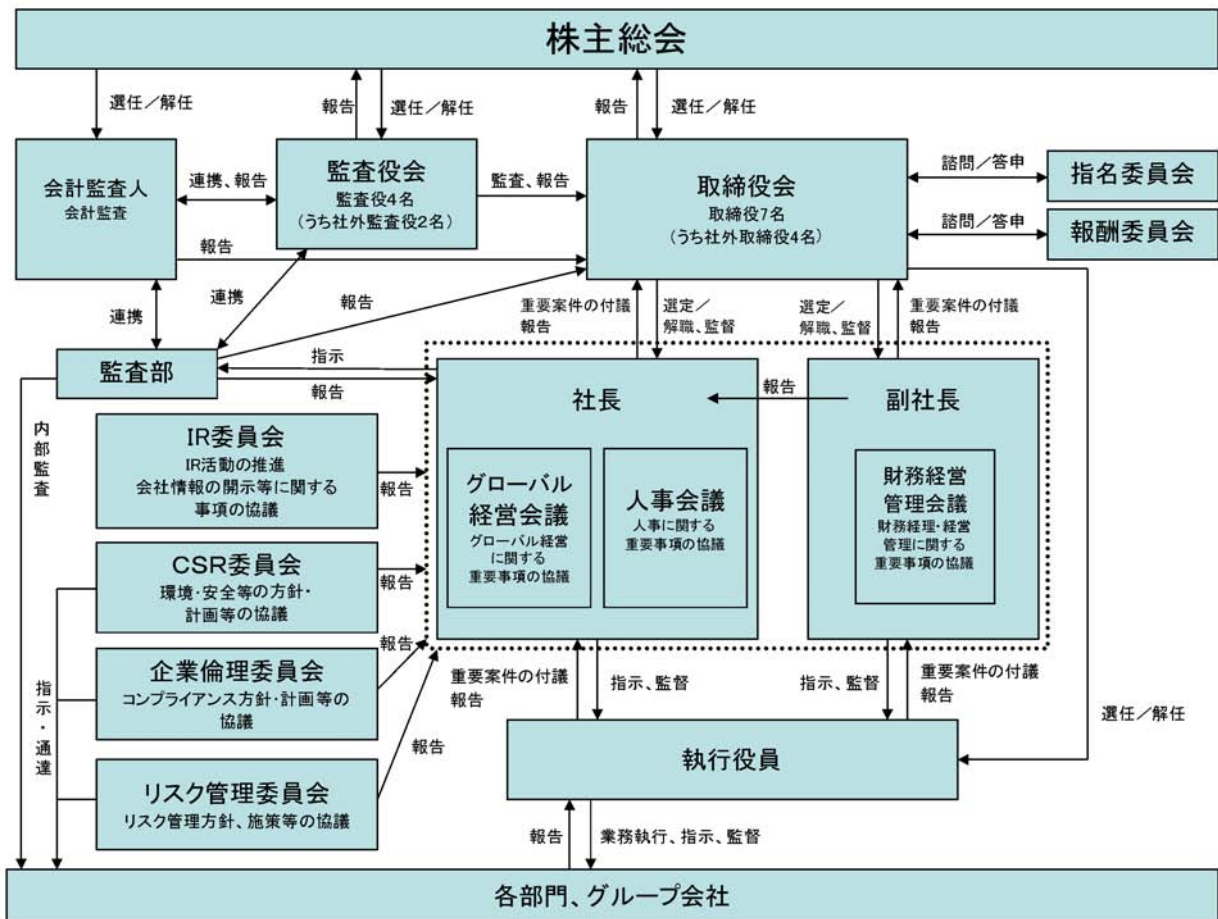 株主総会
選任／解任
報告
選任／解任
報告
選任／解任
会計監査人
会計監査
連携、報告
監査役会
監査役4名
（うち社外監査役2名）
監査、報告
取締役会
取締役7名
（うち社外取締役4名）
諮問／答申
指名委員会
諮問／答申
報酬委員会
報告
連携
連携
報告
重要案件の付議
報告
選定／
解職、監督
選定／
解職、監督
重要案件の付議
報告
監査部
指示
報告
社長
報告
副社長
内部監査
IR委員会
IR活動の推進
会社情報の開示等に関する
事項の協議
報告
グローバル
経営会議
グローバル経営
に関する
重要事項の協議
人事会議
人事に関する
重要事項の協議
財務経営
管理会議
財務経理・経営
管理に関する
重要事項の協議
CSR委員会
環境・安全等の方針・
計画等の協議
報告
企業倫理委員会
コンプライアンス方針・計画等の
協議
報告
重要案件の付議
報告
指示、監督
指示、監督
重要案件の付議
報告
指示・通達
リスク管理委員会
リスク管理方針、施策等の協議
報告
執行役員
選任／解任
報告
業務執行、指示、監督
各部門、グループ会社